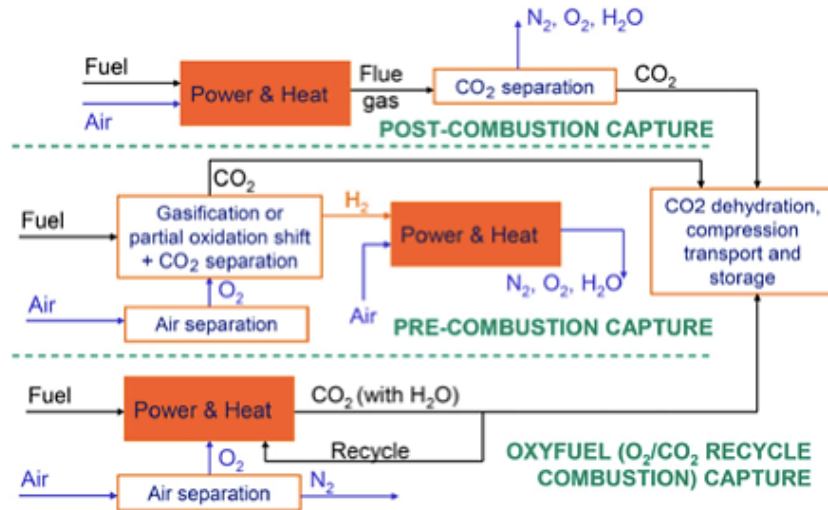 N₂, O₂, H₂O
Fuel
Air
Power & Heat
Flue
gas
CO₂ separation
CO₂
POST-COMBUSTION CAPTURE
CO₂
Fuel
Gasification or
partial oxidation shift
+ CO₂ separation
H₂
Power & Heat
CO2 dehydration,
compression
transport and
storage
O₂
Air
Air separation
Air
N₂, O₂, H₂O
PRE-COMBUSTION CAPTURE
Fuel
Power & Heat
CO₂ (with H₂O)
Recycle
O₂
Air
Air separation
N₂
OXYFUEL (O₂/CO₂ RECYCLE
COMBUSTION) CAPTURE